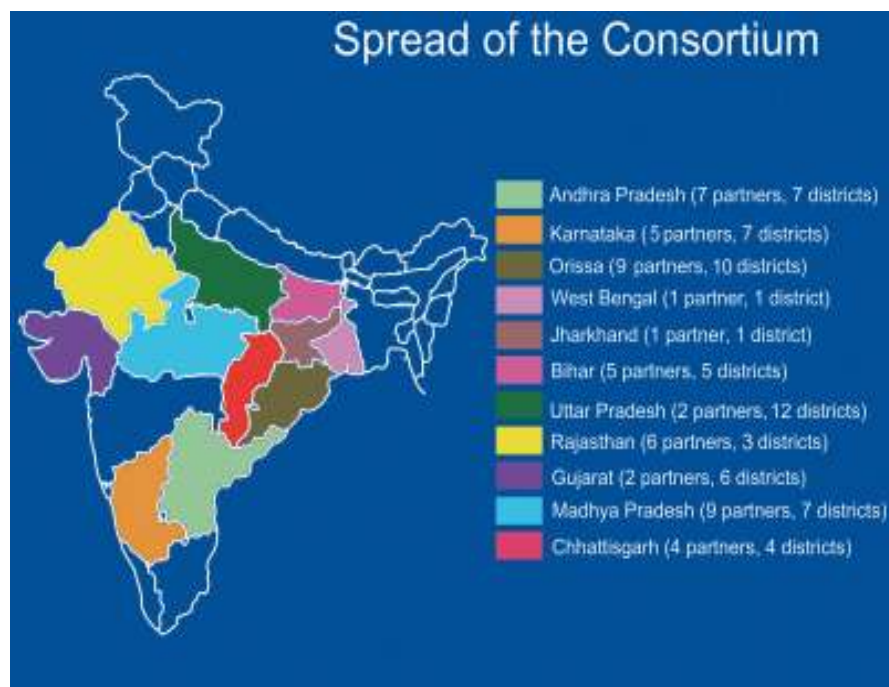 Spread of the Consortium
Andhra Pradesh (7 partners, 7 districts)
Karnataka (5 partners, 7 districts)
Orissa (9 partners, 10 districts)
West Bengal (1 partner, 1 district)
Jharkhand (1 partner, 1 district)
Bihar (5 partners, 5 districts)
Uttar Pradesh (2 partners, 12 districts)
Rajasthan (6 partners, 3 districts)
Gujarat (2 partners, 6 districts)
Madhya Pradesh (9 partners, 7 districts)
Chhattisgarh (4 partners, 4 districts)